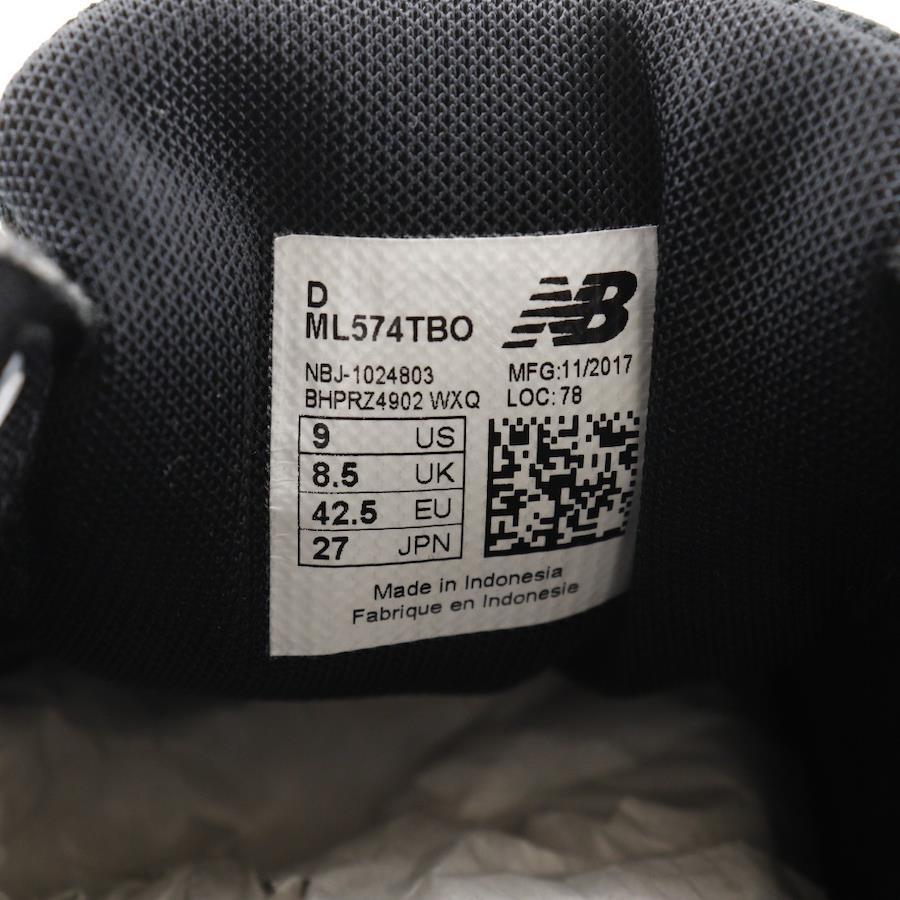 D
ML574TBO
NB
NBJ-1024803
MFG:11/2017
BHPRZ4902 WXQ
LOC:78
9 US
8.5 UK
42.5 EU
27 JPN
Made in Indonesia
Fabrique en Indonesie